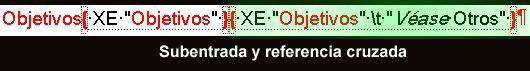 Objetivos{·XE·"Objetivos"·}{·XE·"Objetivos"·\t·"Véase·Otros"·}¶
Subentrada y referencia cruzada